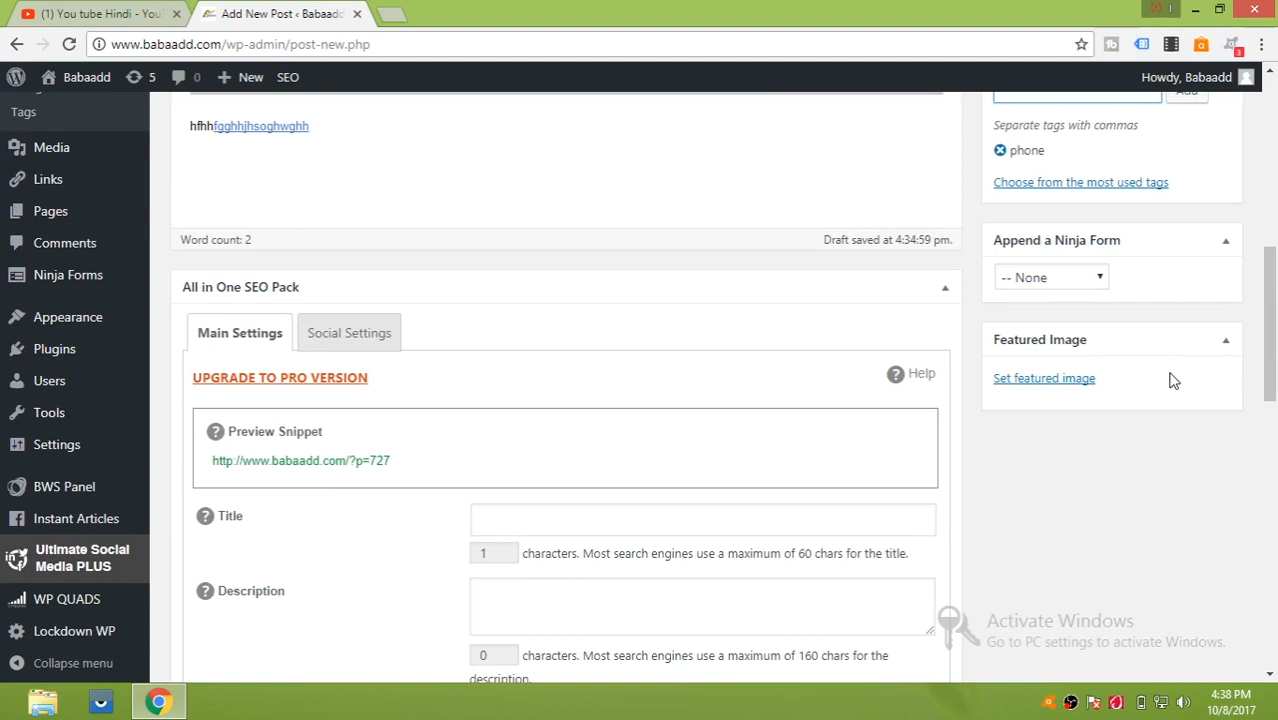 (1) You tube Hindi - You
Add New Post ‹ Babaadd
www.babaadd.com/wp-admin/post-new.php
3
Babaadd 5 0 New SEO Howdy, Babaadd
Tags
Media
Links
Pages
Comments
Ninja Forms
Appearance
Plugins
Users
Tools
Settings
BWS Panel
Instant Articles
Ultimate Social
Media PLUS
WP QUADS
Lockdown WP
Collapse menu
hfhhfgghhjhsoghwghh
Word count: 2 Draft saved at 4:34:59 pm.
All in One SEO Pack
Main Settings Social Settings
UPGRADE TO PRO VERSION Help
Preview Snippet
http://www.babaadd.com/?p=727
Title
1 characters. Most search engines use a maximum of 60 chars for the title.
Description
0 characters. Most search engines use a maximum of 160 chars for the
description.
Add
Separate tags with commas
phone
Choose from the most used tags
Append a Ninja Form
-- None
Featured Image
Set featured image
Activate Windows
Go to PC settings to activate Windows.
4:38 PM
10/8/2017